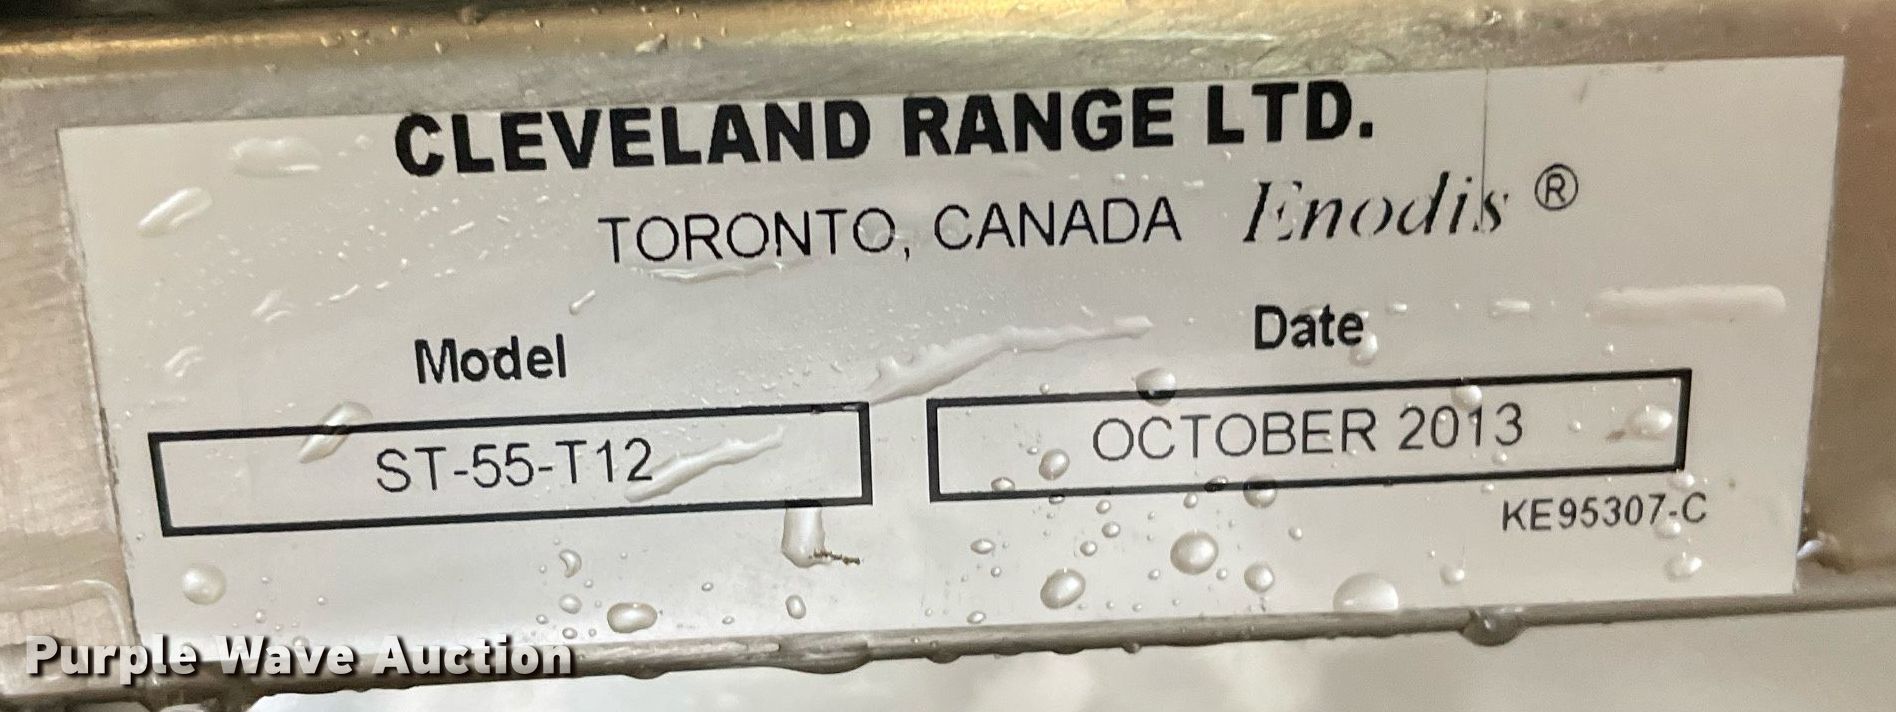 CLEVELAND RANGE LTD.
TORONTO, CANADA Enodis ®
Model
Date
ST-55-T12
OCTOBER 2013
KE95307-C
Purple Wave Auction